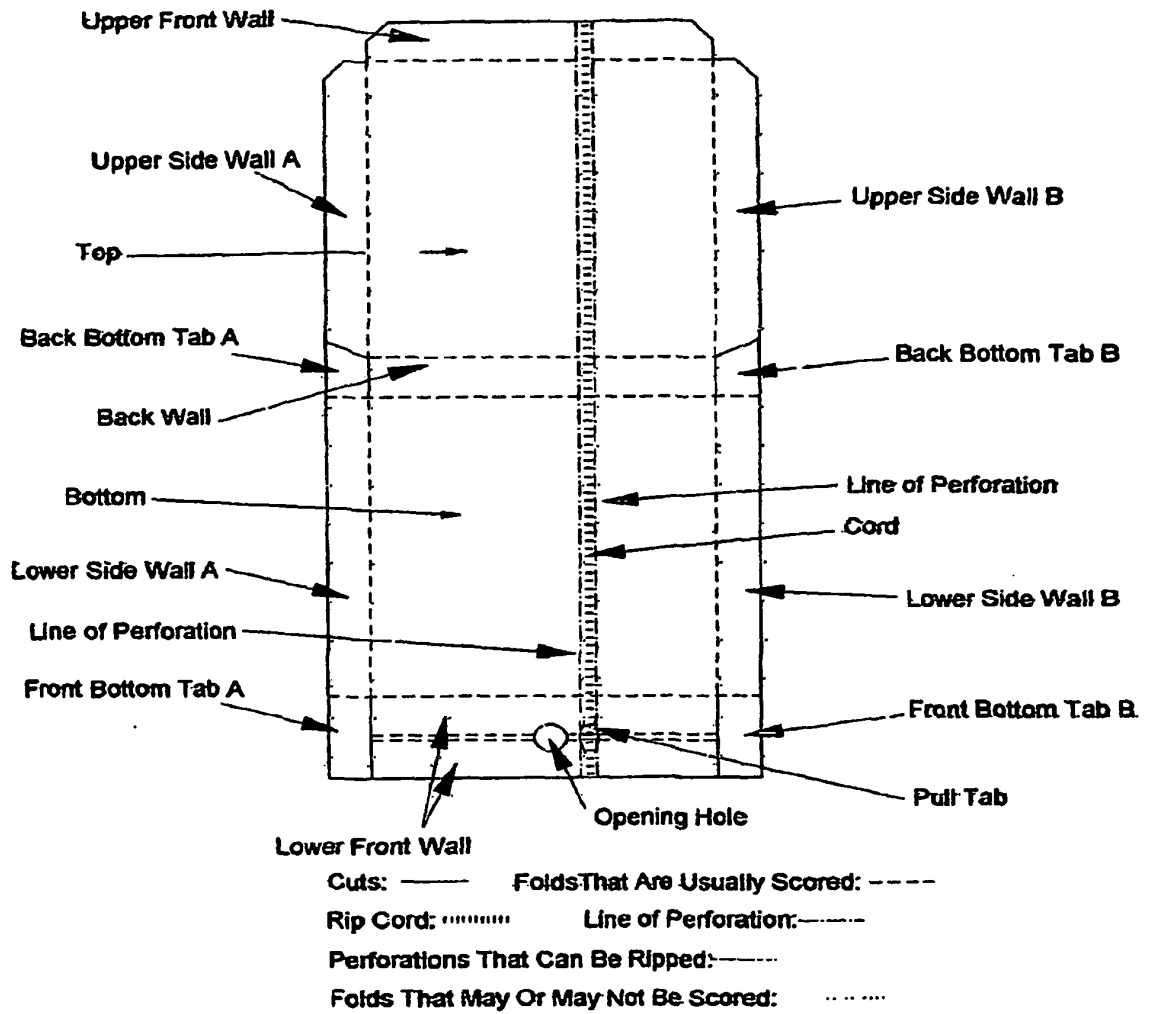 Upper Front Wall
Upper Side Wall A
Upper Side Wall B
Top
Back Bottom Tab A
Back Bottom Tab B
Back Wall
Line of Perforation
Bottom
Cord
Lower Side Wall A
Lower Side Wall B
Line of Perforation
Front Bottom Tab A
Front Bottom Tab B
Pull Tab
Opening Hole
Lower Front Wall
Cuts: FoldsThat Are Usually Scored:
Rip Cord: Line of Perforation:
Perforations That Can Be Ripped:
Folds That May Or May Not Be Scored: